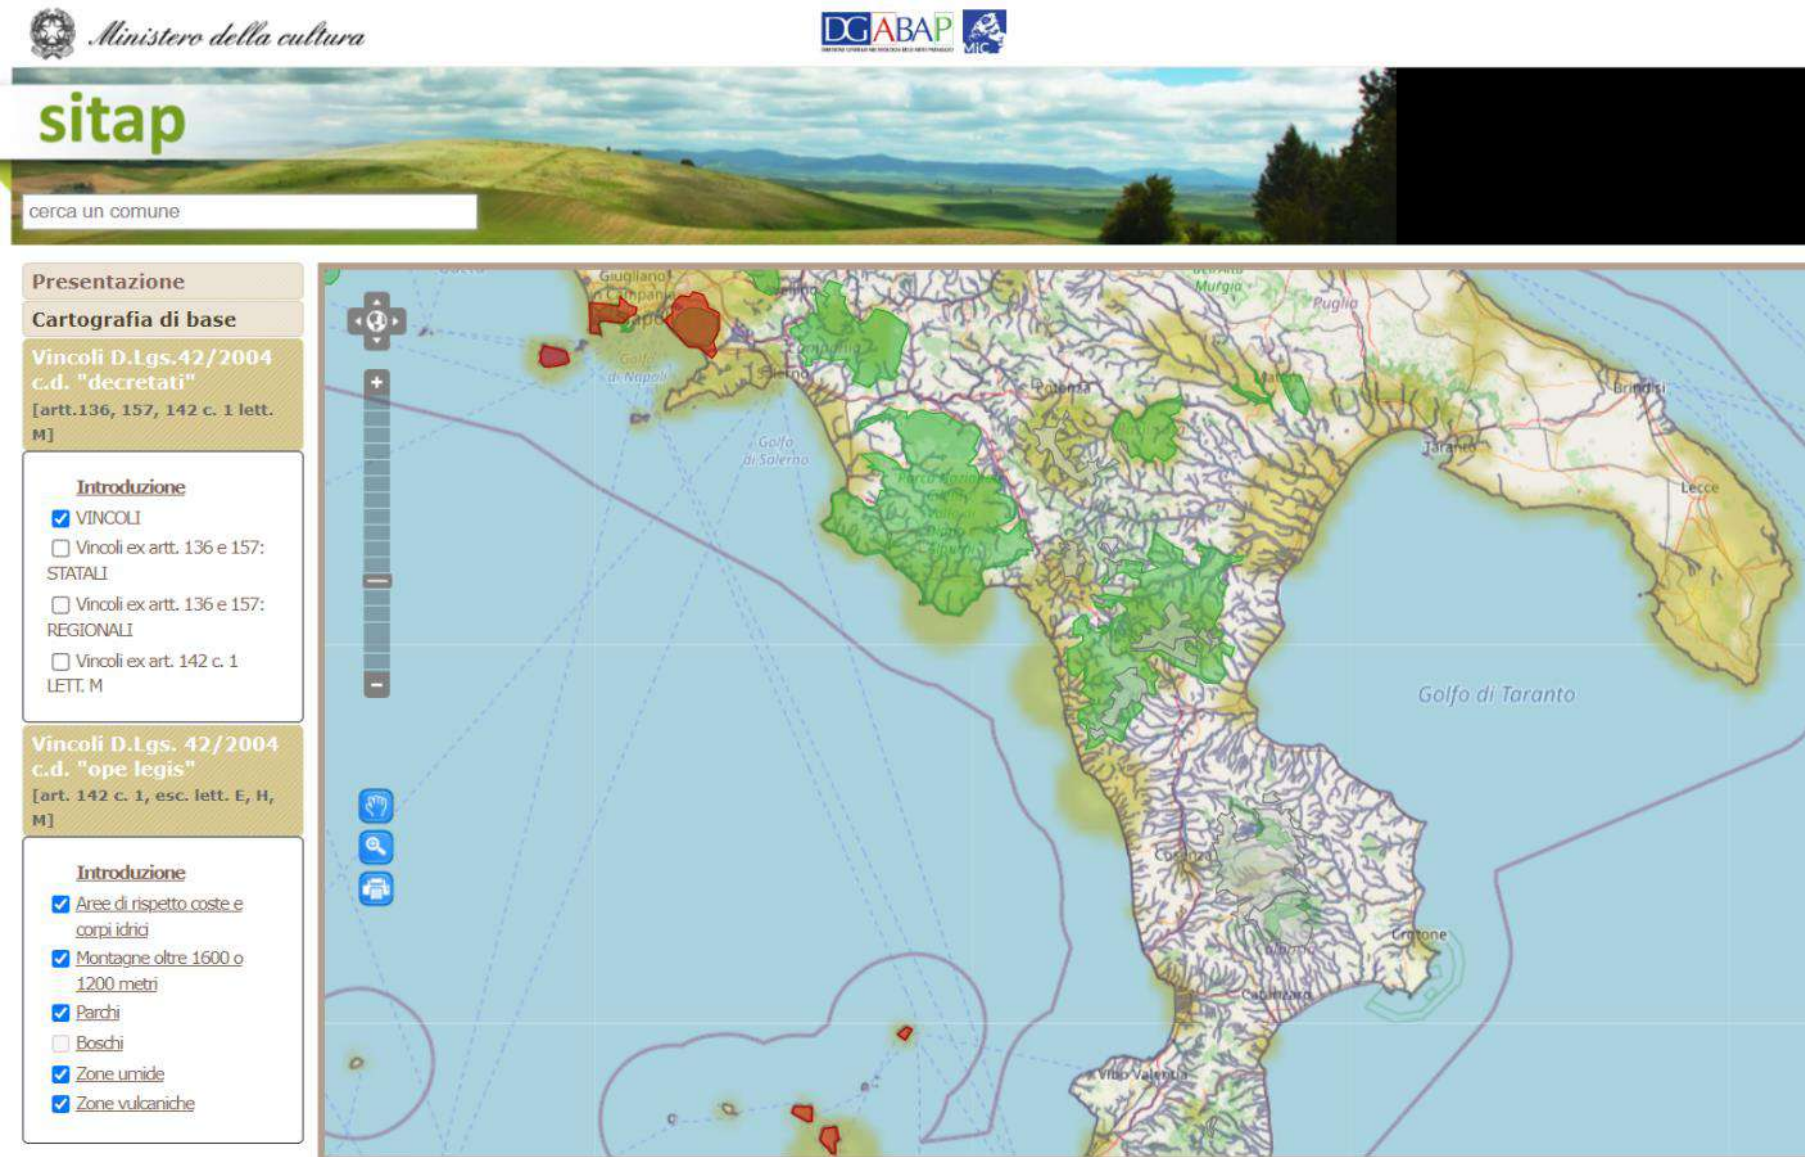 Ministero della cultura
DGABAP
MiC
sitap
cerca un comune
Presentazione
Cartografia di base
Vincoli D.Lgs.42/2004
c.d. "decretati"
[artt.136, 157, 142 c. 1 lett.
M]
Introduzione
VINCOLI
Vincoli ex artt. 136 e 157:
STATALI
Vincoli ex artt. 136 e 157:
REGIONALI
Vincoli ex art. 142 c. 1
LETT. M
Vincoli D.Lgs. 42/2004
c.d. "ope legis"
[art. 142 c. 1, esc. lett. E, H,
M]
Introduzione
Aree di rispetto coste e
corpi idrici
Montagne oltre 1600 o
1200 metri
Parchi
Boschi
Zone umide
Zone vulcaniche
Giugliano
Murgia
Puglia
Golfo
di Napoli
Salerno
Potenza
Matera
Brindisi
Golfo
di Salerno
Taranto
Lecce
Golfo di Taranto
Cosenza
Crotone
Calabria
Catanzaro
Vibo Valentia